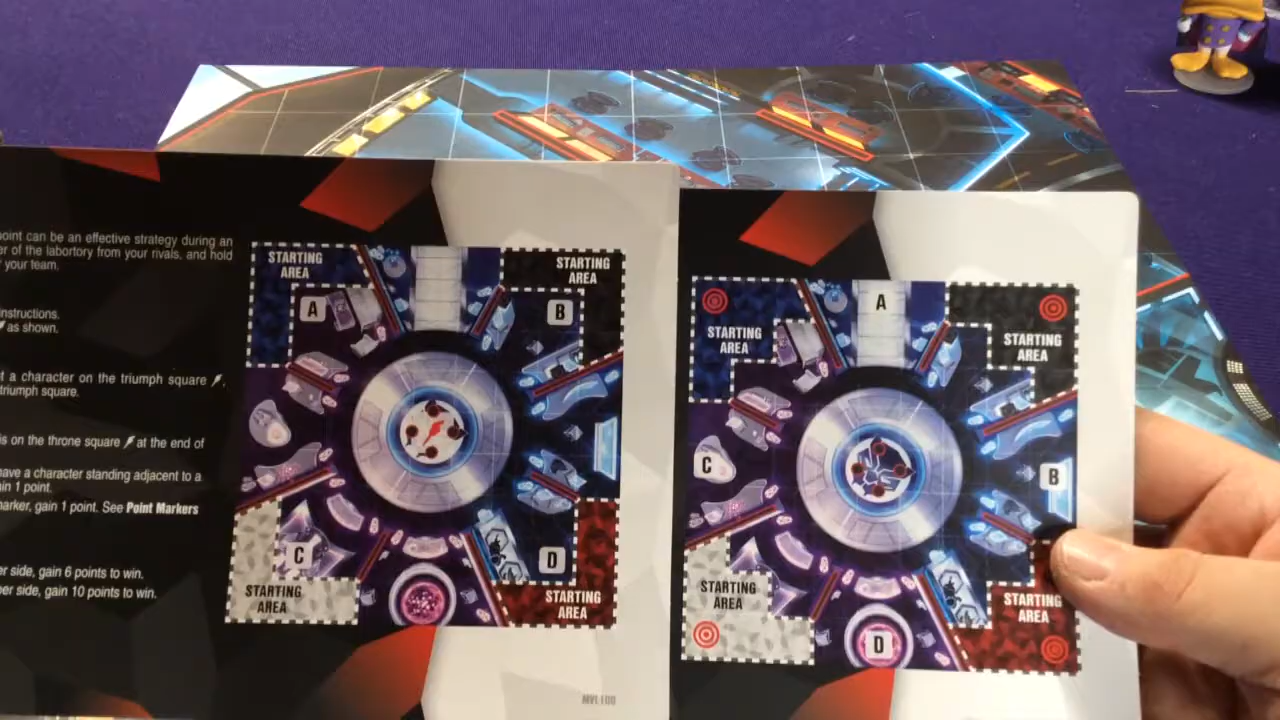 oint can be an effective strategy during an
er of the labortory from your rivals, and hold
your team.
instructions.
as shown.
t a character on the triumph square
triumph square.
is on the throne square at the end of
eave a character standing adjacent to a
in 1 point.
marker, gain 1 point. See Point Markers
er side, gain 6 points to win.
per side, gain 10 points to win.
STARTING
AREA
STARTING
AREA
A
B
C
D
STARTING
AREA
STARTING
AREA
MVL100
A
STARTING
AREA
STARTING
AREA
C
B
STARTING
AREA
STARTING
AREA
D